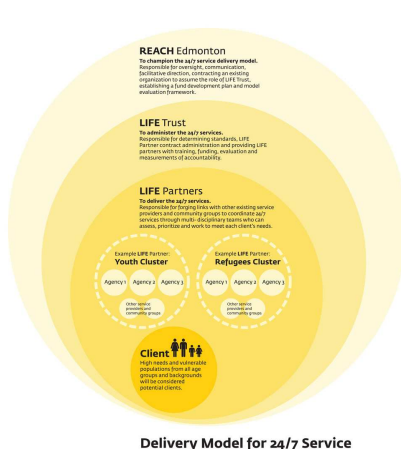 REACH Edmonton
To champion the 24/7 service delivery model.
Responsible for oversight, communication,
facilitative direction, contracting an existing
organization to assume the role of LIFE Trust,
establishing a fund development plan and model
evaluation framework.
LIFE Trust
To administer the 24/7 services.
Responsible for determining standards, LIFE
Partner contract administration and providing LIFE
partners with training, funding, evaluation and
measurements of accountability.
LIFE Partners
To deliver the 24/7 services.
Responsible for forging links with other existing service
providers and community groups to coordinate 24/7
services through multi- disciplinary teams who can
assess, prioritize and work to meet each client's needs.
Example LIFE Partner:
Youth Cluster
Agency 1 Agency 2 Agency 3
Other service
providers and
community groups
Example LIFE Partner:
Refugees Cluster
Agency 1 Agency 2 Agency 3
Other service
providers and
community groups
Client
High needs and vulnerable
populations from all age
groups and backgrounds
will be considered
potential clients.
Delivery Model for 24/7 Service